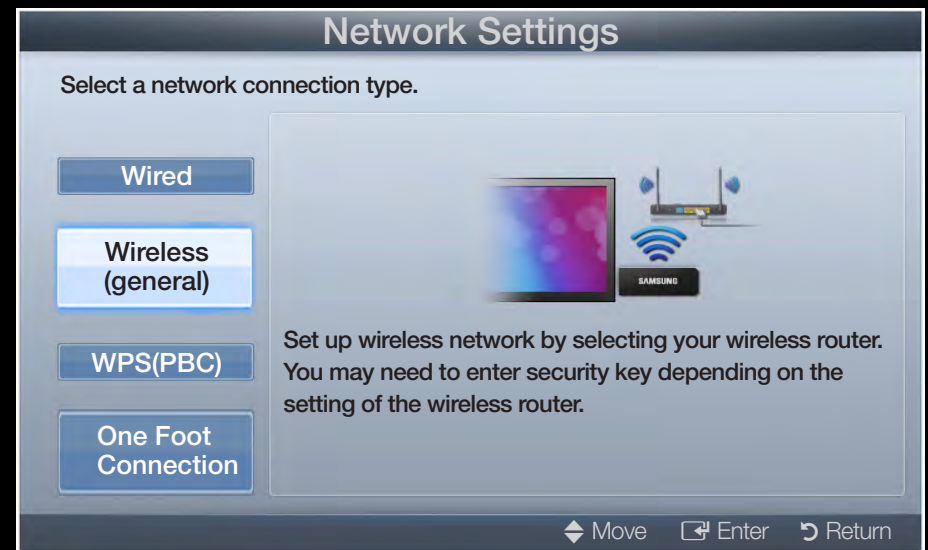 Network Settings
Select a network connection type.
Wired
Wireless
(general)
WPS(PBC)
One Foot
Connection
SAMSUNG
Set up wireless network by selecting your wireless router.
You may need to enter security key depending on the
setting of the wireless router.
Move Enter Return